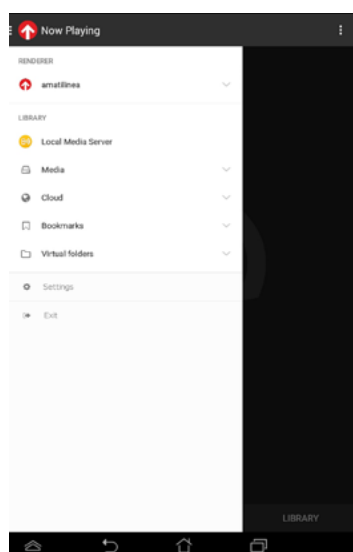 Now Playing
RENDERER
amatilinea
LIBRARY
Local Media Server
Media
Cloud
Bookmarks
Virtual folders
Settings
Exit
LIBRARY